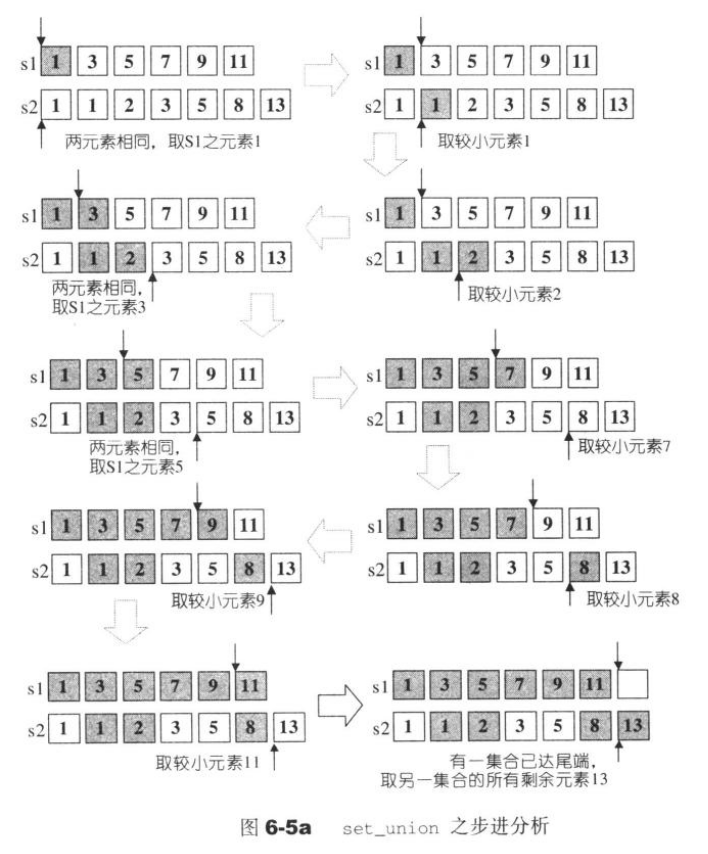 s1 1 3 5 7 9 11
s2 1 1 2 3 5 8 13
两元素相同，取S1之元素1
s1 1 3 5 7 9 11
s2 1 1 2 3 5 8 13
取较小元素1
s1 1 3 5 7 9 11
s2 1 1 2 3 5 8 13
取较小元素2
s1 1 3 5 7 9 11
s2 1 1 2 3 5 8 13
两元素相同，
取S1之元素3
s1 1 3 5 7 9 11
s2 1 1 2 3 5 8 13
两元素相同，
取S1之元素5
s1 1 3 5 7 9 11
s2 1 1 2 3 5 8 13
取较小元素7
s1 1 3 5 7 9 11
s2 1 1 2 3 5 8 13
取较小元素8
s1 1 3 5 7 9 11
s2 1 1 2 3 5 8 13
取较小元素9
s1 1 3 5 7 9 11
s2 1 1 2 3 5 8 13
取较小元素11
s1 1 3 5 7 9 11
s2 1 1 2 3 5 8 13
有一集合已达尾端，
取另一集合的所有剩余元素13
图 6-5a set_union 之步进分析